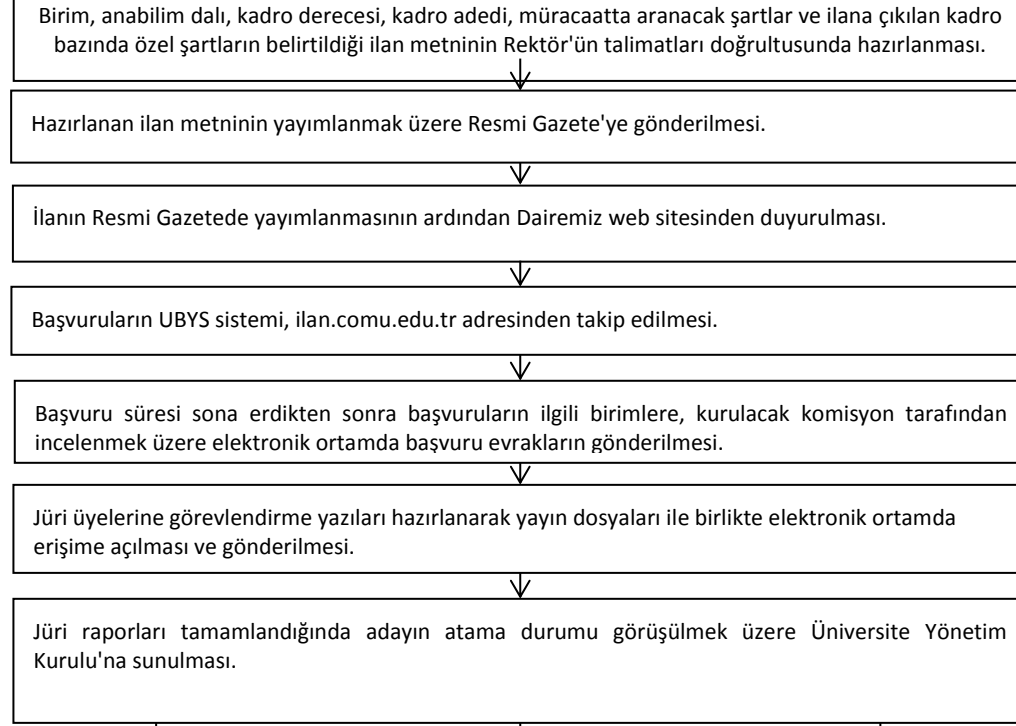 Birim, anabilim dalı, kadro derecesi, kadro adedi, müracaatta aranacak şartlar ve ilana çıkılan kadro
bazında özel şartların belirtildiği ilan metninin Rektör'ün talimatları doğrultusunda hazırlanması.
Hazırlanan ilan metninin yayımlanmak üzere Resmi Gazete'ye gönderilmesi.
İlanın Resmi Gazetede yayımlanmasının ardından Dairemiz web sitesinden duyurulması.
Başvuruların UBYS sistemi, ilan.comu.edu.tr adresinden takip edilmesi.
Başvuru süresi sona erdikten sonra başvuruların ilgili birimlere, kurulacak komisyon tarafından
incelenmek üzere elektronik ortamda başvuru evrakların gönderilmesi.
Jüri üyelerine görevlendirme yazıları hazırlanarak yayın dosyaları ile birlikte elektronik ortamda
erişime açılması ve gönderilmesi.
Jüri raporları tamamlandığında adayın atama durumu görüşülmek üzere Üniversite Yönetim
Kurulu'na sunulması.